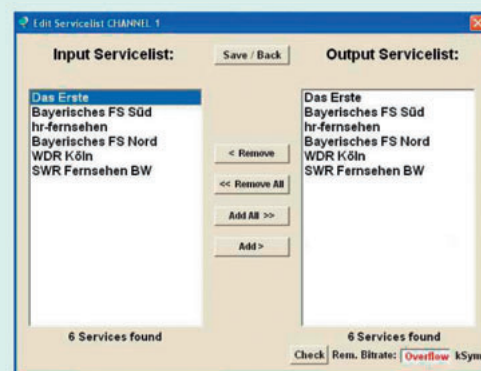 Edit Servicelist CHANNEL 1
Input Servicelist:
Save / Back
Output Servicelist:
Das Erste
Bayerisches FS Süd
hr-fernsehen
Bayerisches FS Nord
WDR Köln
SWR Fernsehen BW
6 Services found
< Remove
<< Remove All
Add All >>
Add >
Das Erste
Bayerisches FS Süd
hr-fernsehen
Bayerisches FS Nord
WDR Köln
SWR Fernsehen BW
6 Services found
Check Rem. Bitrate: Overflow kSym